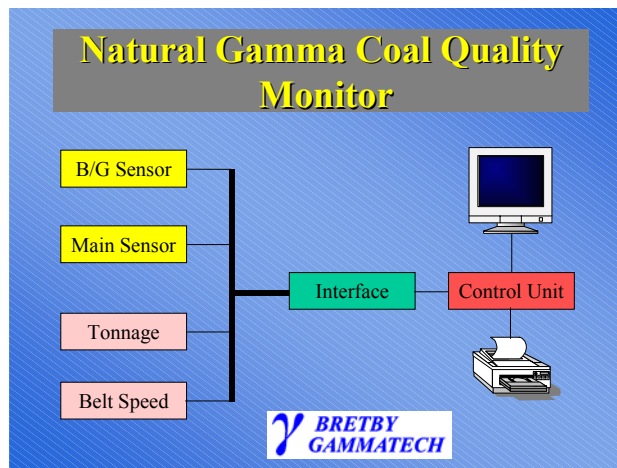 Natural Gamma Coal Quality
Monitor
B/G Sensor
Main Sensor
Interface
Control Unit
Tonnage
Belt Speed
γ BRETBY
GAMMATECH